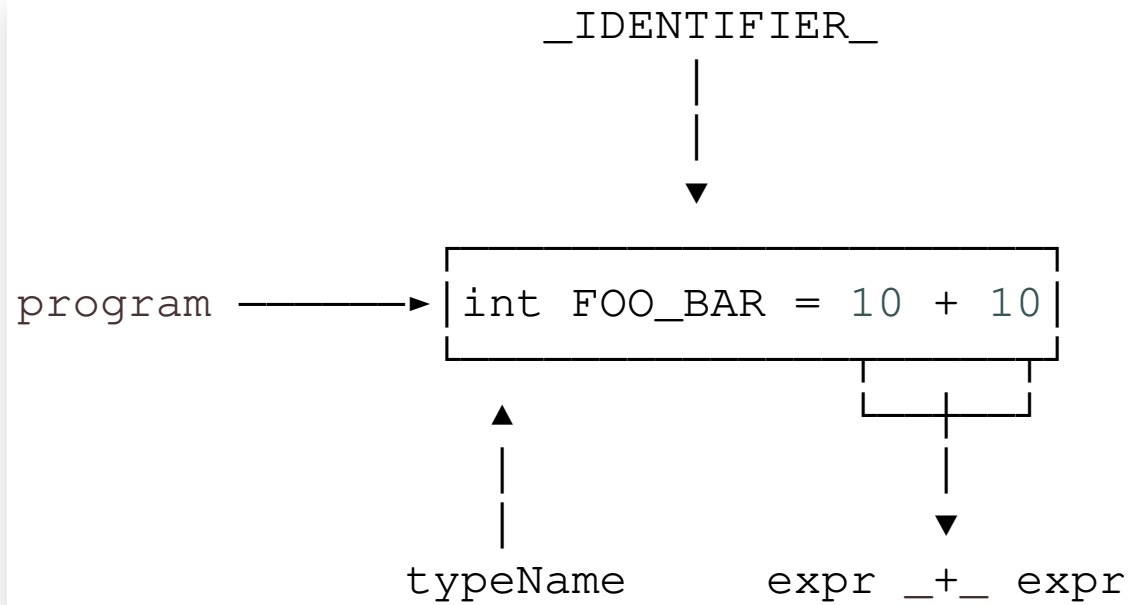 _IDENTIFIER_
program int FOO_BAR = 10 + 10
typeName expr _+_ expr